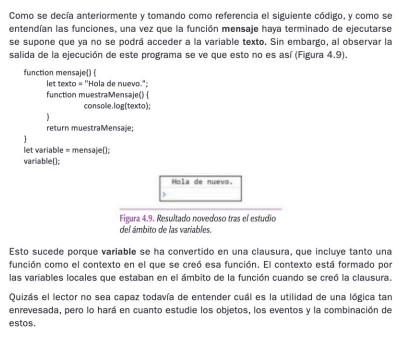 Como se decía anteriormente y tomando como referencia el siguiente código, y como se
entendían las funciones, una vez que la función mensaje haya terminado de ejecutarse
se supone que ya no se podrá acceder a la variable texto. Sin embargo, al observar la
salida de la ejecución de este programa se ve que esto no es así (Figura 4.9).
function mensaje() {
let texto = "Hola de nuevo.";
function muestraMensaje() {
console.log(texto);
}
return muestraMensaje;
}
let variable = mensaje();
variable();
Hola de nuevo.
>
Figura 4.9. Resultado novedoso tras el estudio
del ámbito de las variables.
Esto sucede porque variable se ha convertido en una clausura, que incluye tanto una
función como el contexto en el que se creó esa función. El contexto está formado por
las variables locales que estaban en el ámbito de la función cuando se creó la clausura.
Quizás el lector no sea capaz todavía de entender cuál es la utilidad de una lógica tan
enrevesada, pero lo hará en cuanto estudie los objetos, los eventos y la combinación de
estos.